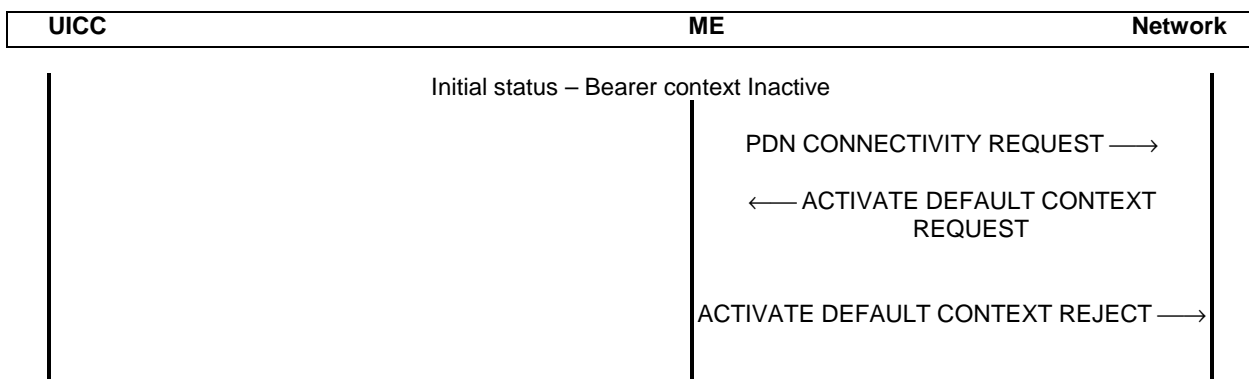 UICC ME Network
Initial status – Bearer context Inactive
PDN CONNECTIVITY REQUEST ⟶
⟵ ACTIVATE DEFAULT CONTEXT
REQUEST
ACTIVATE DEFAULT CONTEXT REJECT ⟶